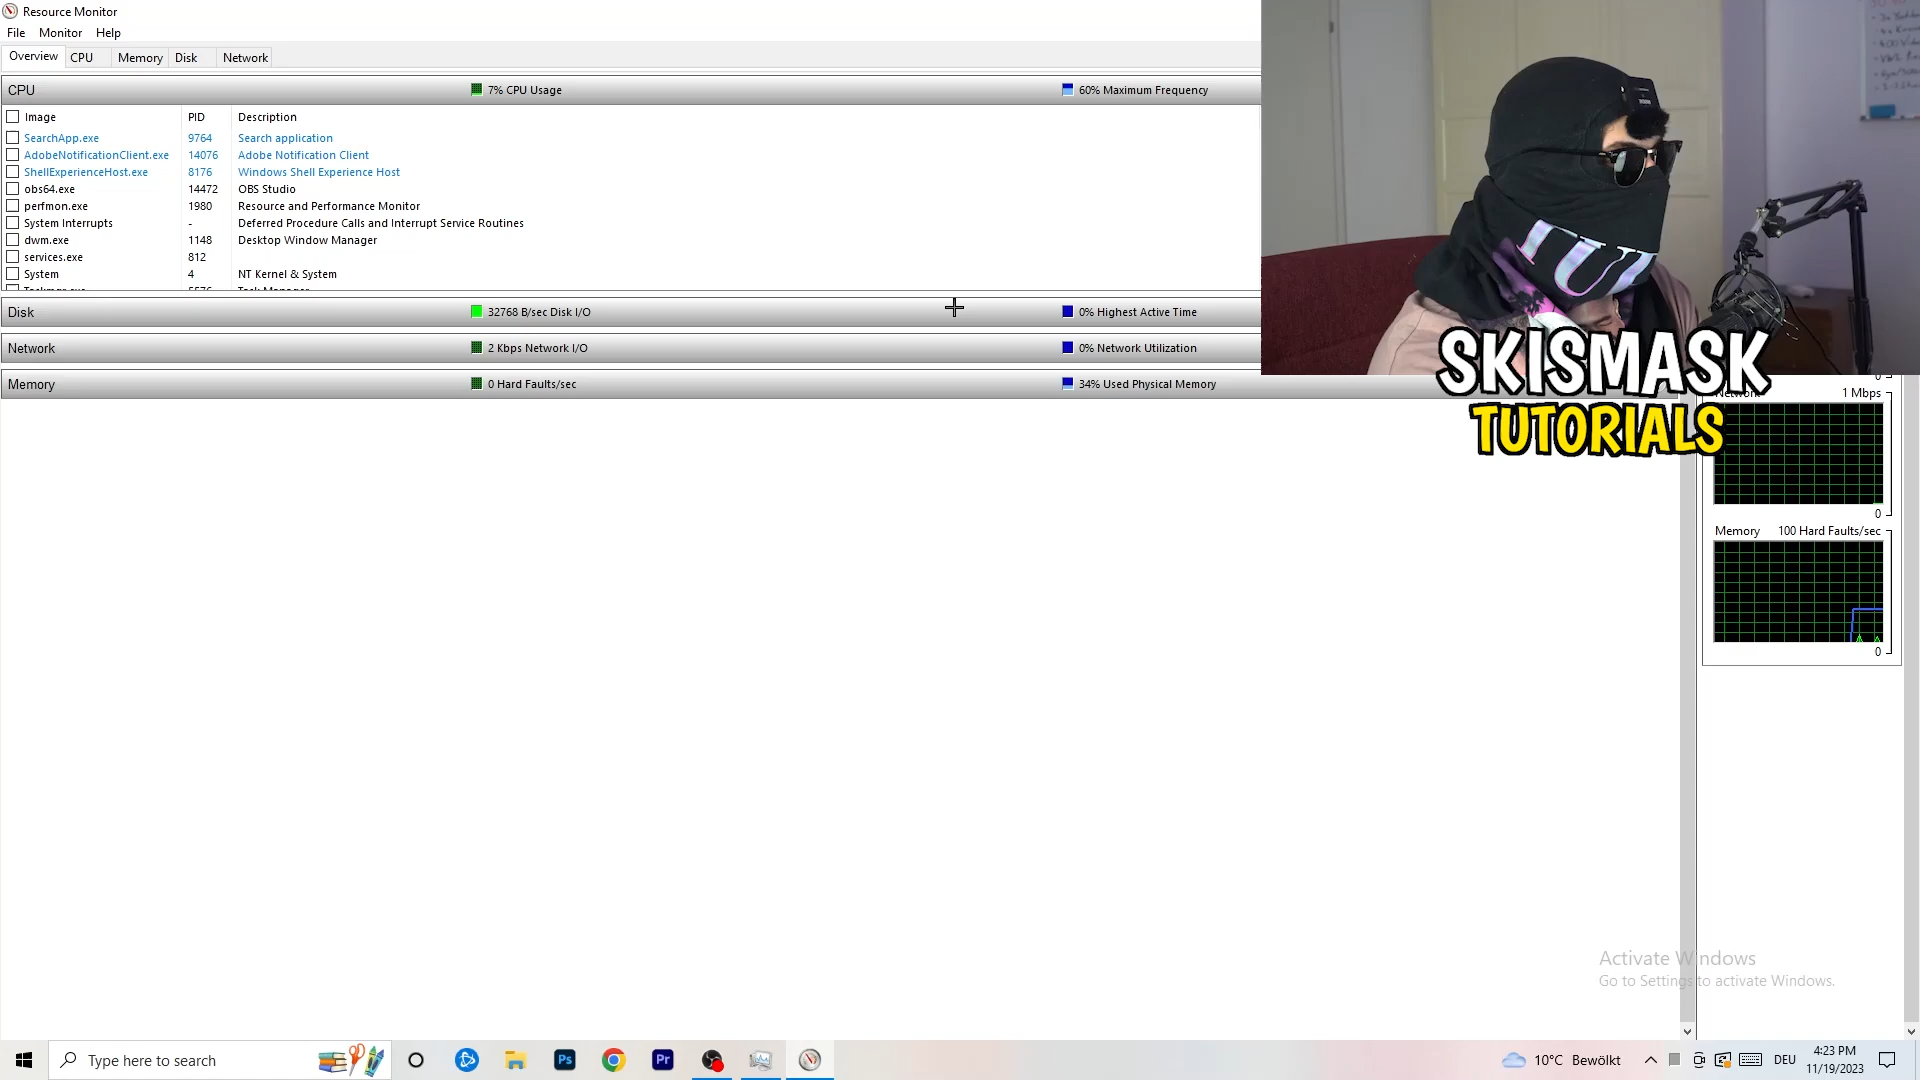 Resource Monitor
File Monitor Help
Overview CPU Memory Disk Network
CPU 7% CPU Usage 60% Maximum Frequency
Image PID Description
SearchApp.exe 9764 Search application
AdobeNotificationClient.exe 14076 Adobe Notification Client
ShellExperienceHost.exe 8176 Windows Shell Experience Host
obs64.exe 14472 OBS Studio
perfmon.exe 1980 Resource and Performance Monitor
System Interrupts - Deferred Procedure Calls and Interrupt Service Routines
dwm.exe 1148 Desktop Window Manager
services.exe 812
System 4 NT Kernel & System
Disk 32768 B/sec Disk I/O 0% Highest Active Time
Network 2 Kbps Network I/O 0% Network Utilization
Memory 0 Hard Faults/sec 34% Used Physical Memory
SKISMASK
TUTORIALS
Network 1 Mbps
0
Memory 100 Hard Faults/sec
0
Activate Windows
Go to Settings to activate Windows.
Type here to search
Ps
Pr
10°C Bewölkt
DEU
4:23 PM
11/19/2023